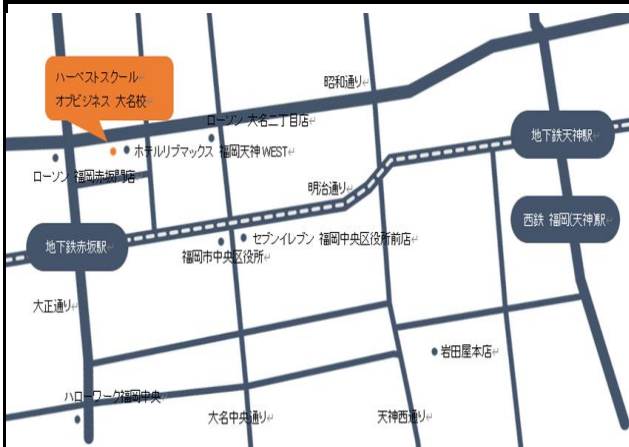 昭和通り
ハーベストスクール
オブビジネス 大名校
ローソン 大名二丁目店
地下鉄天神駅
ホテルリブマックス 福岡天神WEST
ローソン 福岡赤坂門店
明治通り
西鉄 福岡(天神)駅
地下鉄赤坂駅
セブンイレブン 福岡中央区役所前店
福岡市中央区役所
大正通り
岩田屋本店
ハローワーク福岡中央
大名中央通り
天神西通り